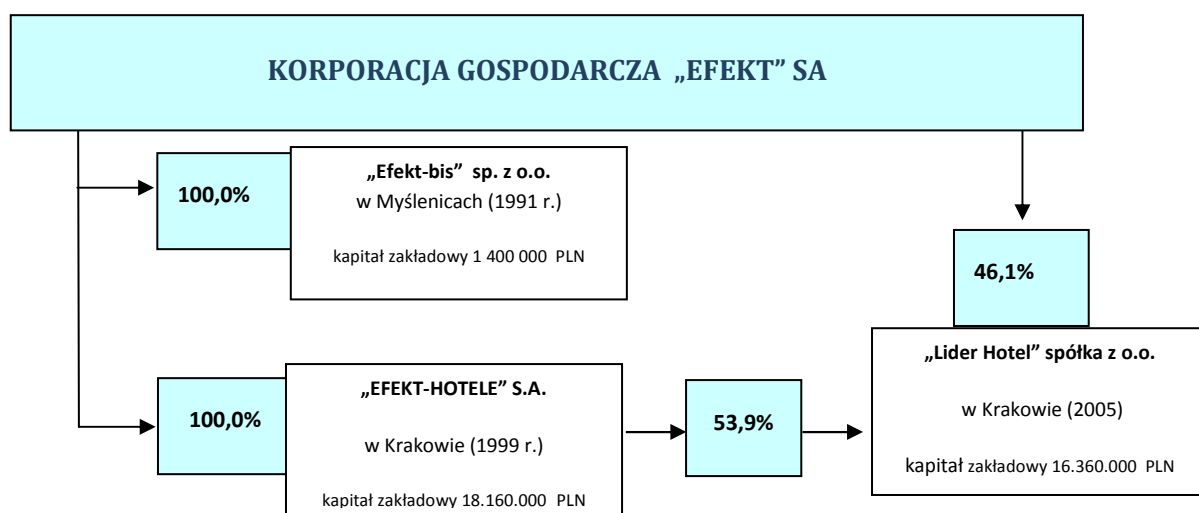 KORPORACJA GOSPODARCZA „EFEKT” SA
100,0%
„Efekt-bis” sp. z o.o.
w Myślenicach (1991 r.)
kapitał zakładowy 1 400 000 PLN
46,1%
„Lider Hotel” spółka z o.o.
w Krakowie (2005)
kapitał zakładowy 16.360.000 PLN
100,0%
„EFEKT-HOTELE” S.A.
w Krakowie (1999 r.)
kapitał zakładowy 18.160.000 PLN
53,9%